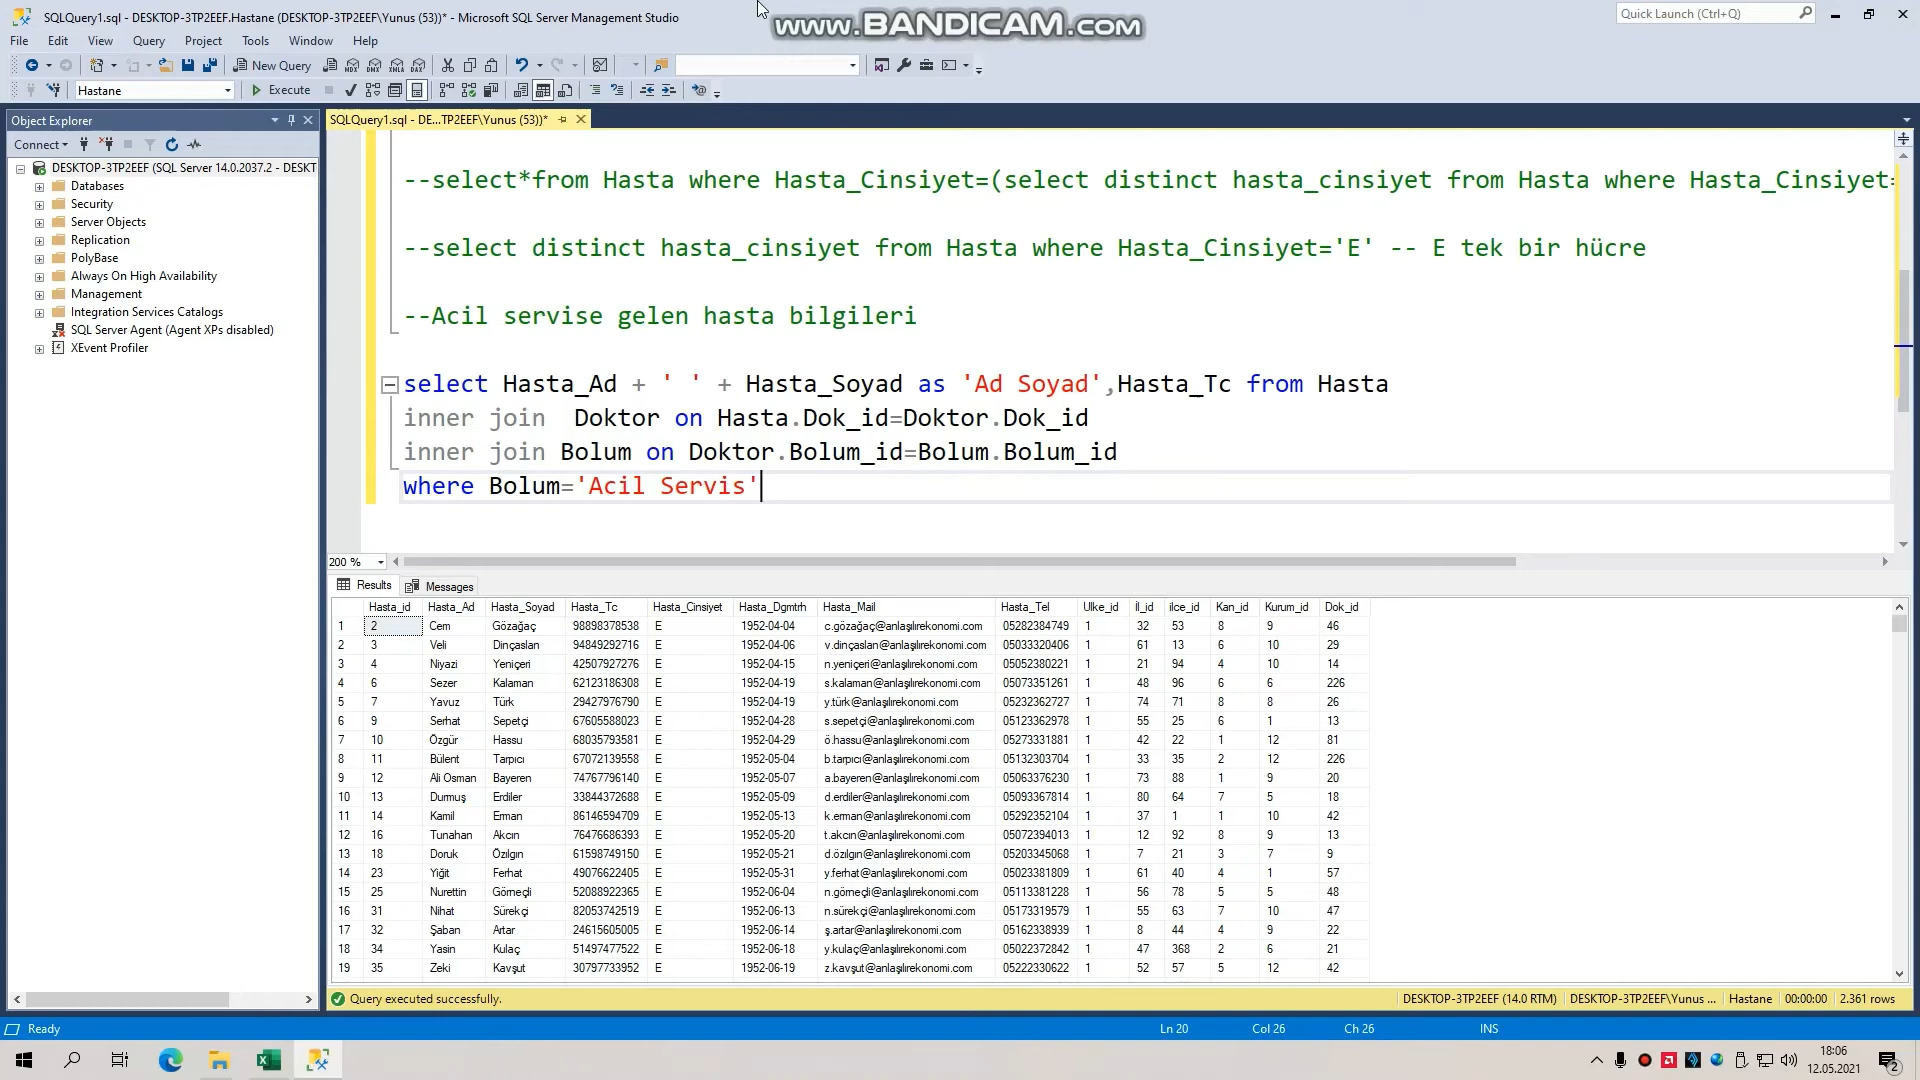 SQLQuery1.sql - DESKTOP-3TP2EEF.Hastane (DESKTOP-3TP2EEF\Yunus (53))* - Microsoft SQL Server Management Studio
www.BANDICAM.com
Quick Launch (Ctrl+Q)
File Edit View Query Project Tools Window Help
New Query
Hastane Execute
Object Explorer
SQLQuery1.sql - DE...TP2EEF\Yunus (53))*
Connect
DESKTOP-3TP2EEF (SQL Server 14.0.2037.2 - DESKT
Databases
Security
Server Objects
Replication
PolyBase
Always On High Availability
Management
Integration Services Catalogs
SQL Server Agent (Agent XPs disabled)
XEvent Profiler
--select*from Hasta where Hasta_Cinsiyet=(select distinct hasta_cinsiyet from Hasta where Hasta_Cinsiyet=
--select distinct hasta_cinsiyet from Hasta where Hasta_Cinsiyet='E' -- E tek bir hücre
--Acil servise gelen hasta bilgileri
select Hasta_Ad + ' ' + Hasta_Soyad as 'Ad Soyad',Hasta_Tc from Hasta
inner join  Doktor on Hasta.Dok_id=Doktor.Dok_id
inner join Bolum on Doktor.Bolum_id=Bolum.Bolum_id
where Bolum='Acil Servis'
200 %
Results Messages
Hasta_id Hasta_Ad Hasta_Soyad Hasta_Tc Hasta_Cinsiyet Hasta_Dgmtrh Hasta_Mail Hasta_Tel Ulke_id İl_id ilce_id Kan_id Kurum_id Dok_id
1 2 Cem Gözağaç 98898378538 E 1952-04-04 c.gözağaç@anlaşılırekonomi.com 05282384749 1 32 53 8 9 46
2 3 Veli Dinçaslan 94849292716 E 1952-04-06 v.dinçaslan@anlaşılırekonomi.com 05033320406 1 61 13 6 10 29
3 4 Niyazi Yeniçeri 42507927276 E 1952-04-15 n.yeniçeri@anlaşılırekonomi.com 05052380221 1 21 94 4 10 14
4 6 Sezer Kalaman 62123186308 E 1952-04-19 s.kalaman@anlaşılırekonomi.com 05073351261 1 48 96 6 6 226
5 7 Yavuz Türk 29427976790 E 1952-04-19 y.türk@anlaşılırekonomi.com 05232362727 1 74 71 8 8 26
6 9 Serhat Sepetçi 67605588023 E 1952-04-28 s.sepetçi@anlaşılırekonomi.com 05123362978 1 55 25 6 1 13
7 10 Özgür Hassu 68035793581 E 1952-04-29 ö.hassu@anlaşılırekonomi.com 05273331881 1 42 22 1 12 81
8 11 Bülent Tarpıcı 67072139558 E 1952-05-04 b.tarpıcı@anlaşılırekonomi.com 05132303704 1 33 35 2 12 226
9 12 Ali Osman Bayeren 74767796140 E 1952-05-07 a.bayeren@anlaşılırekonomi.com 05063376230 1 73 88 1 9 20
10 13 Durmuş Erdiler 33844372688 E 1952-05-09 d.erdiler@anlaşılırekonomi.com 05093367814 1 80 64 7 5 18
11 14 Kamil Erman 86146594709 E 1952-05-13 k.erman@anlaşılırekonomi.com 05292352104 1 37 1 1 10 42
12 16 Tunahan Akcın 76476686393 E 1952-05-20 t.akcın@anlaşılırekonomi.com 05072394013 1 12 92 8 9 13
13 18 Doruk Özılgın 61598749150 E 1952-05-21 d.özılgın@anlaşılırekonomi.com 05203345068 1 7 21 3 7 9
14 23 Yiğit Ferhat 49076622405 E 1952-05-31 y.ferhat@anlaşılırekonomi.com 05023381809 1 61 40 4 1 57
15 25 Nurettin Görneçli 52088922365 E 1952-06-04 n.görneçli@anlaşılırekonomi.com 05113381228 1 56 78 5 5 48
16 31 Nihat Sürekçi 82053742519 E 1952-06-13 n.sürekçi@anlaşılırekonomi.com 05173319579 1 55 63 7 10 47
17 32 Şaban Artar 24615605005 E 1952-06-14 ş.artar@anlaşılırekonomi.com 05162338939 1 8 44 4 9 22
18 34 Yasin Kulaç 51497477522 E 1952-06-18 y.kulaç@anlaşılırekonomi.com 05022372842 1 47 368 2 6 21
19 35 Zeki Kavşut 30797733952 E 1952-06-19 z.kavşut@anlaşılırekonomi.com 05222330622 1 52 57 5 12 42
Query executed successfully. DESKTOP-3TP2EEF (14.0 RTM) DESKTOP-3TP2EEF\Yunus ... Hastane 00:00:00 2.361 rows
Ready Ln 20 Col 26 Ch 26 INS
18:06
12.05.2021
2